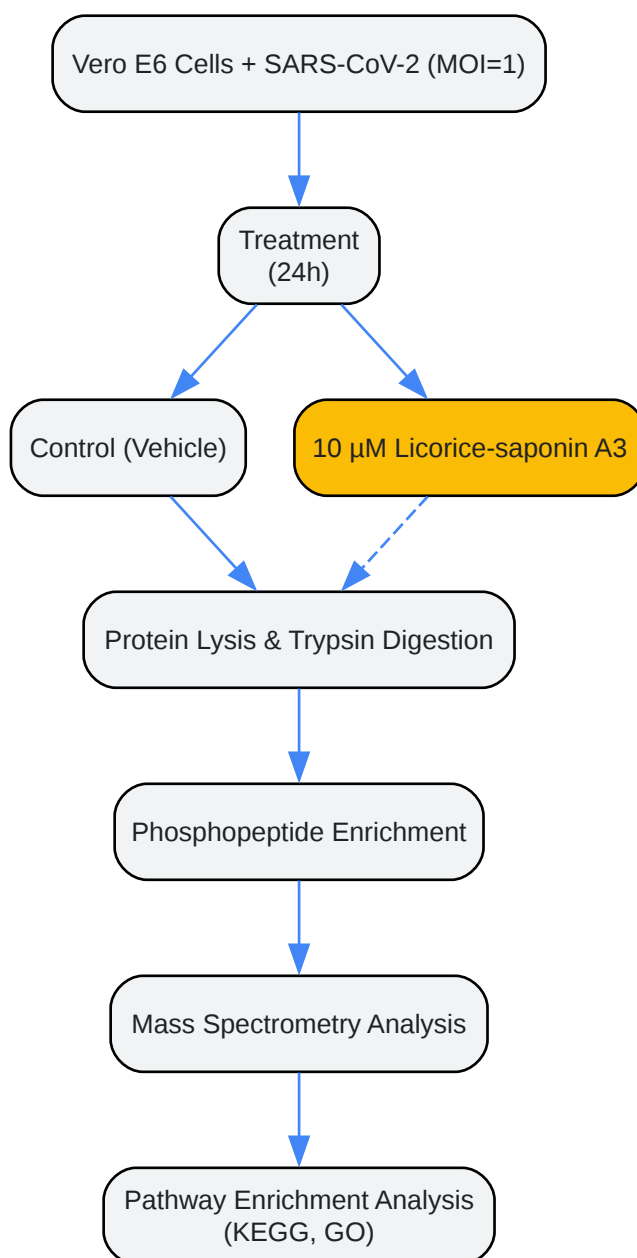 Vero E6 Cells + SARS-CoV-2 (MOI=1)
Treatment
(24h)
Control (Vehicle)
10 µM Licorice-saponin A3
Protein Lysis & Trypsin Digestion
Phosphopeptide Enrichment
Mass Spectrometry Analysis
Pathway Enrichment Analysis
(KEGG, GO)